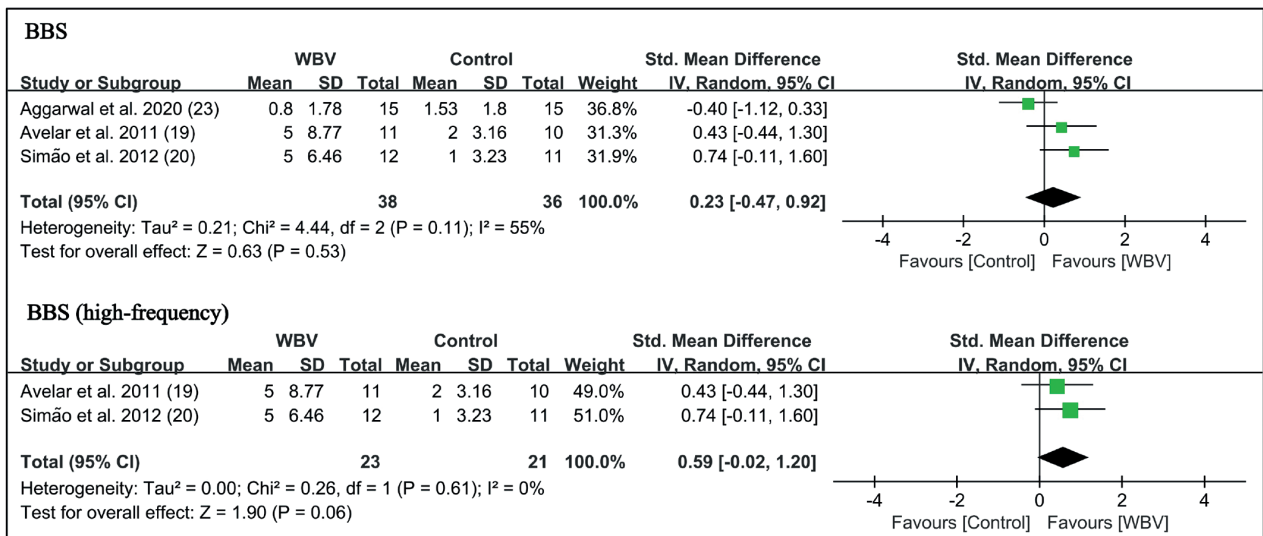 BBS
WBV Control Std. Mean Difference Std. Mean Difference
Study or Subgroup Mean SD Total Mean SD Total Weight IV, Random, 95% CI IV, Random, 95% CI
Aggarwal et al. 2020 (23) 0.8 1.78 15 1.53 1.8 15 36.8% -0.40 [-1.12, 0.33]
Avelar et al. 2011 (19) 5 8.77 11 2 3.16 10 31.3% 0.43 [-0.44, 1.30]
Simão et al. 2012 (20) 5 6.46 12 1 3.23 11 31.9% 0.74 [-0.11, 1.60]
Total (95% CI) 38 36 100.0% 0.23 [-0.47, 0.92]
Heterogeneity: Tau² = 0.21; Chi² = 4.44, df = 2 (P = 0.11); I² = 55%
Test for overall effect: Z = 0.63 (P = 0.53)
-4 -2 0 2 4
Favours [Control] Favours [WBV]
BBS (high-frequency)
WBV Control Std. Mean Difference Std. Mean Difference
Study or Subgroup Mean SD Total Mean SD Total Weight IV, Random, 95% CI IV, Random, 95% CI
Avelar et al. 2011 (19) 5 8.77 11 2 3.16 10 49.0% 0.43 [-0.44, 1.30]
Simão et al. 2012 (20) 5 6.46 12 1 3.23 11 51.0% 0.74 [-0.11, 1.60]
Total (95% CI) 23 21 100.0% 0.59 [-0.02, 1.20]
Heterogeneity: Tau² = 0.00; Chi² = 0.26, df = 1 (P = 0.61); I² = 0%
Test for overall effect: Z = 1.90 (P = 0.06)
-4 -2 0 2 4
Favours [Control] Favours [WBV]